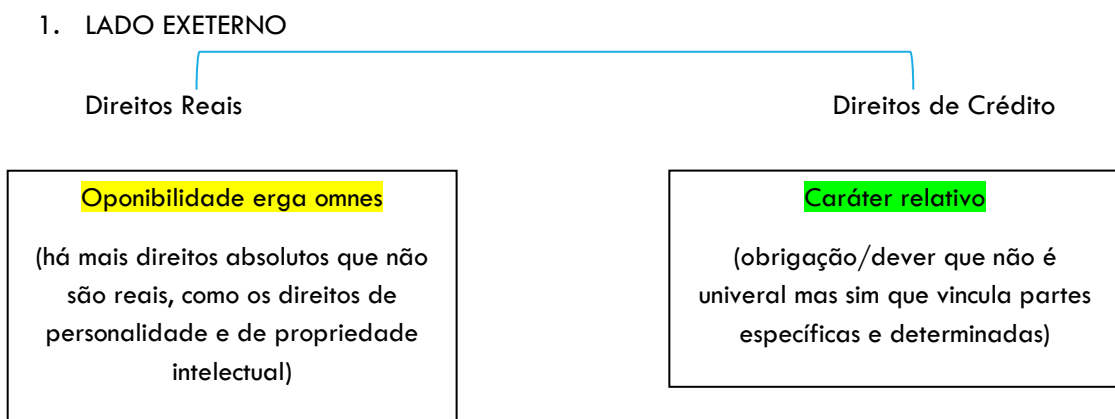 1. LADO EXETERNO
Direitos Reais
Direitos de Crédito
Oponibilidade erga omnes
(há mais direitos absolutos que não
são reais, como os direitos de
personalidade e de propriedade
intelectual)
Caráter relativo
(obrigação/dever que não é
univeral mas sim que vincula partes
específicas e determinadas)